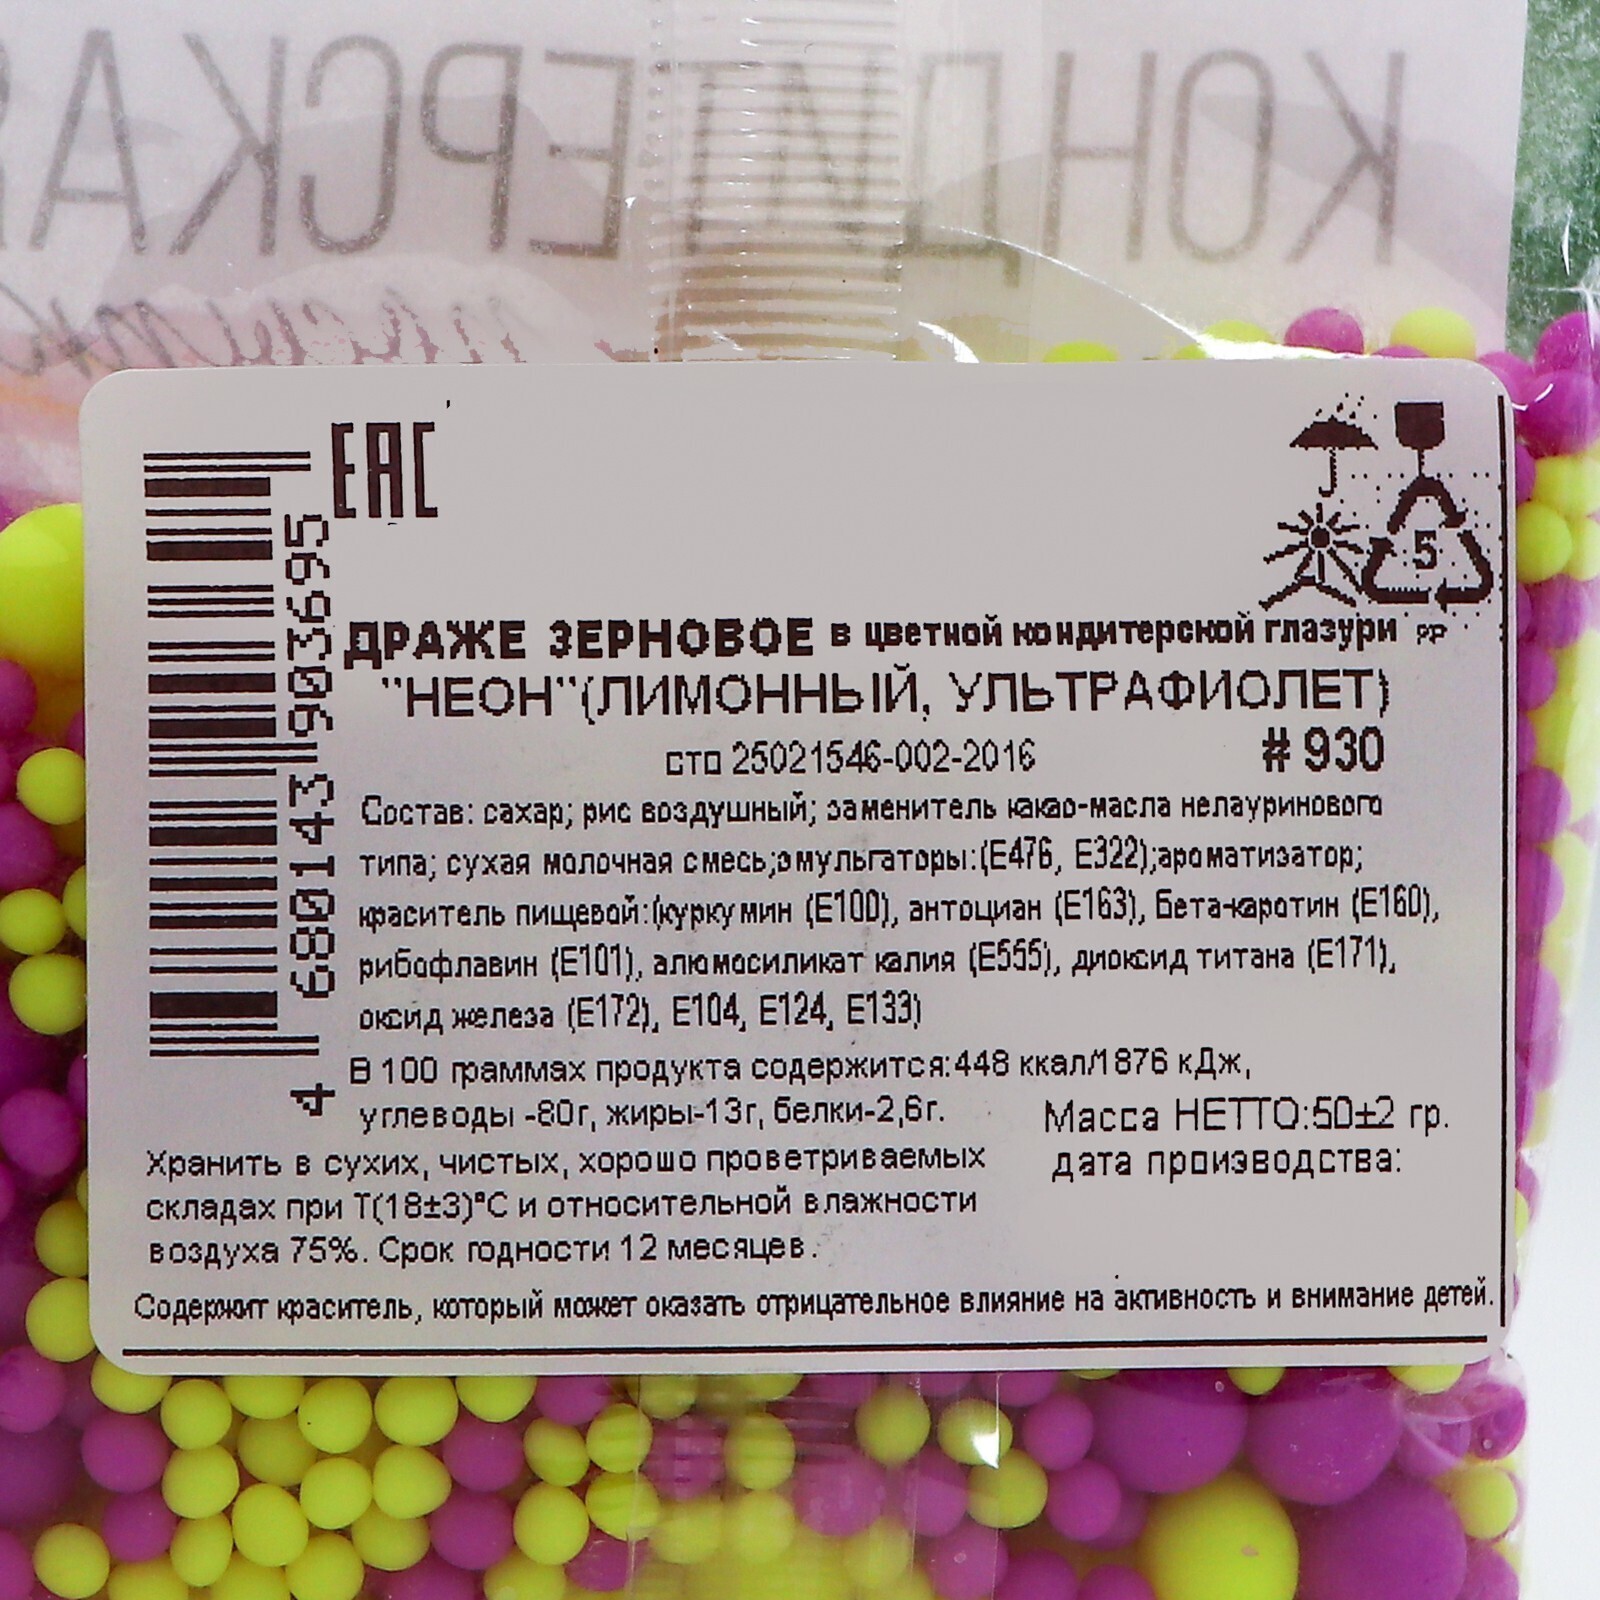 КОНДИТЕРСКАЯ
ЕАС
4 680143 903695
5
PP
ДРАЖЕ ЗЕРНОВОЕ в цветной кондитерской глазури
"НЕОН"(ЛИМОННЫЙ, УЛЬТРАФИОЛЕТ)
сто 25021546-002-2016 # 930
Состав: сахар; рис воздушный; заменитель какао-масла нелауринового
типа; сухая молочная смесь;эмульгаторы:(Е476, Е322);ароматизатор;
краситель пищевой:(куркумин (Е100), антоциан (Е163), Бета-каротин (Е160),
рибофлавин (Е101), алюмосиликат калия (Е555), диоксид титана (Е171),
оксид железа (Е172), Е104, Е124, Е133)
В 100 граммах продукта содержится:448 ккал/1876 кДж,
углеводы -80г, жиры-13г, белки-2,6г.
Масса НЕТТО:50±2 гр.
дата производства:
Хранить в сухих, чистых, хорошо проветриваемых
складах при Т(18±3)°С и относительной влажности
воздуха 75%. Срок годности 12 месяцев.
Содержит краситель, который может оказать отрицательное влияние на активность и внимание детей.